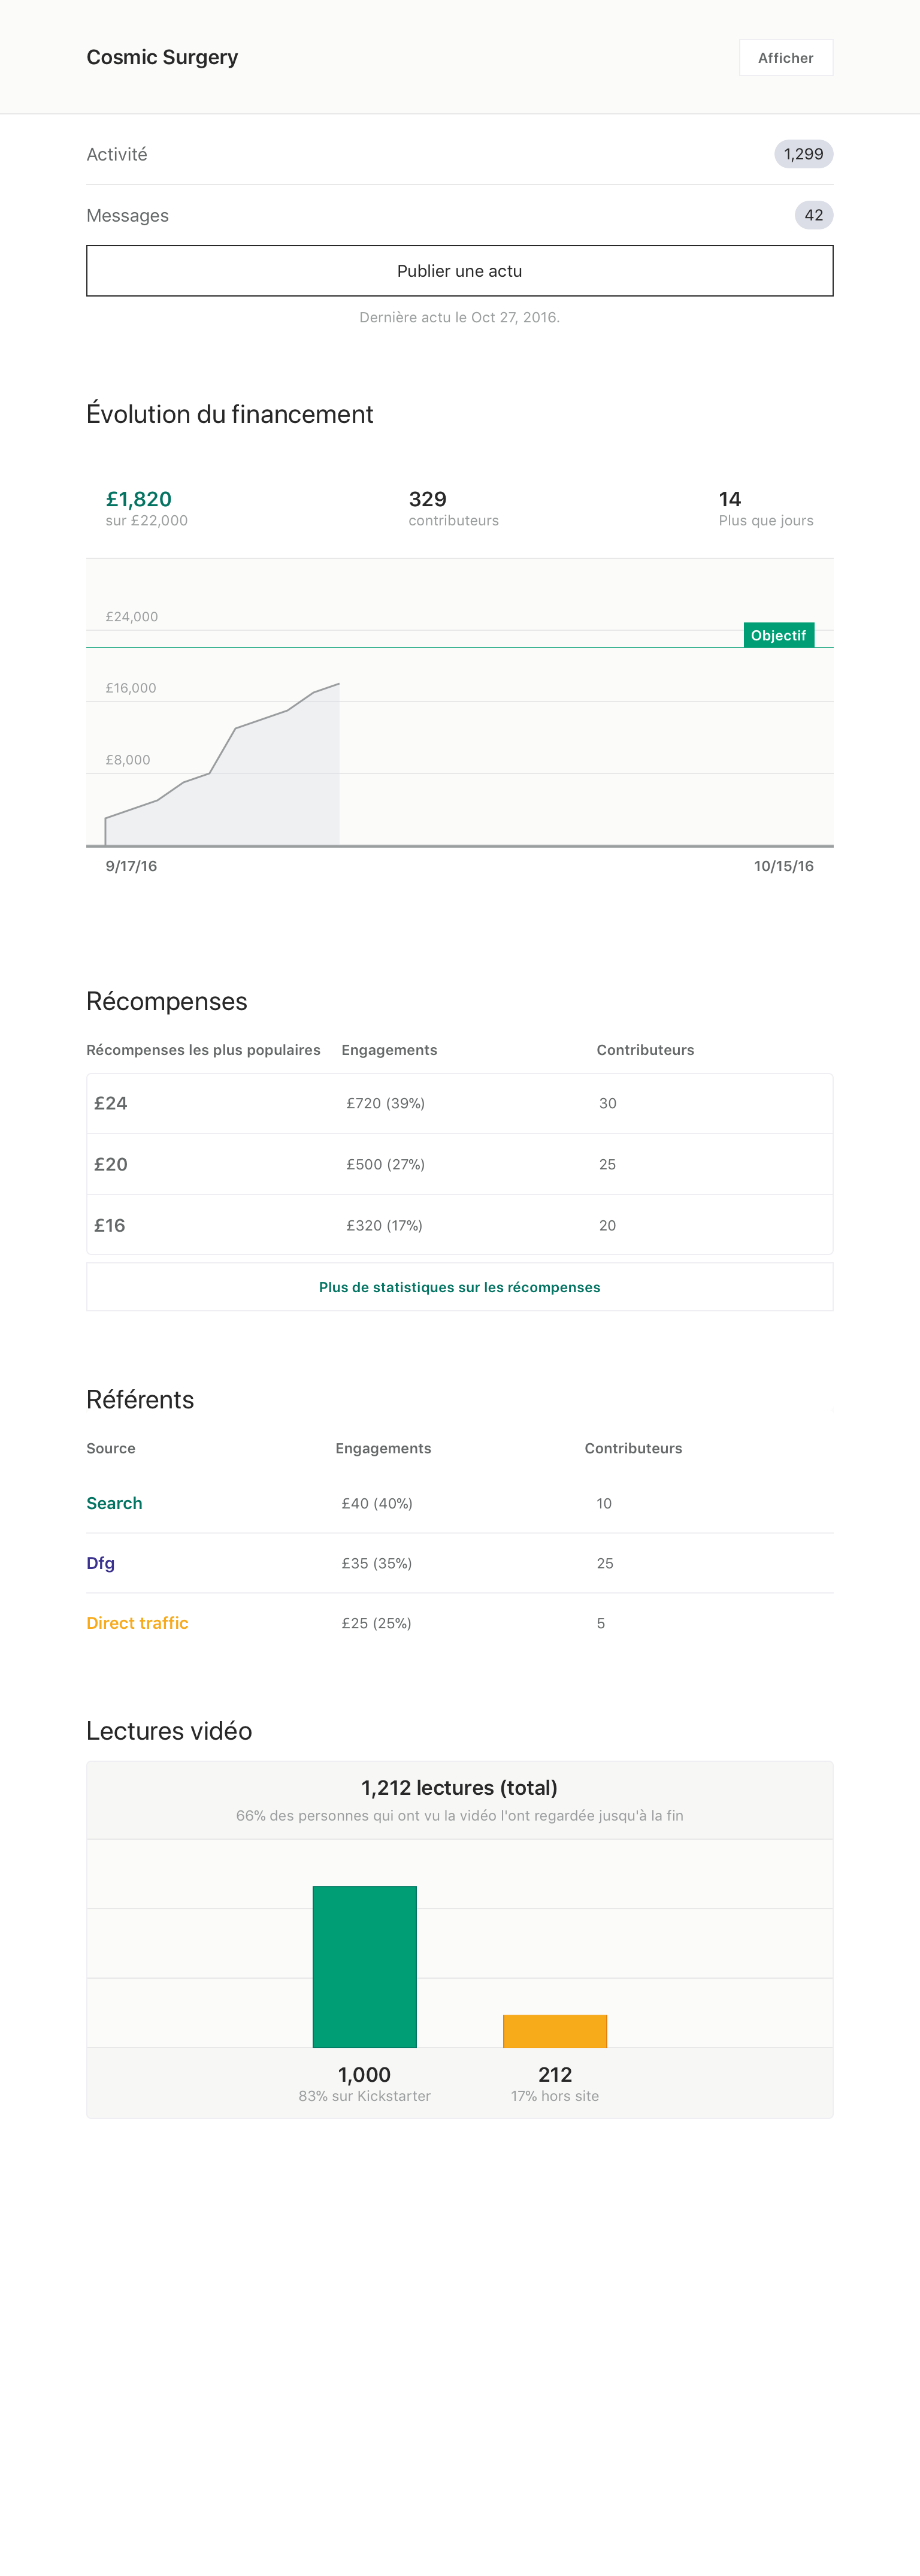 Cosmic Surgery
Afficher
Activité
1,299
Messages
42
Publier une actu
Dernière actu le Oct 27, 2016.
Évolution du financement
£1,820
sur £22,000
329
contributeurs
14
Plus que jours
£24,000
Objectif
£16,000
£8,000
9/17/16
10/15/16
Récompenses
Récompenses les plus populaires Engagements Contributeurs
£24 £720 (39%) 30
£20 £500 (27%) 25
£16 £320 (17%) 20
Plus de statistiques sur les récompenses
Référents
Source Engagements Contributeurs
Search £40 (40%) 10
Dfg £35 (35%) 25
Direct traffic £25 (25%) 5
Lectures vidéo
1,212 lectures (total)
66% des personnes qui ont vu la vidéo l'ont regardée jusqu'à la fin
1,000
83% sur Kickstarter
212
17% hors site